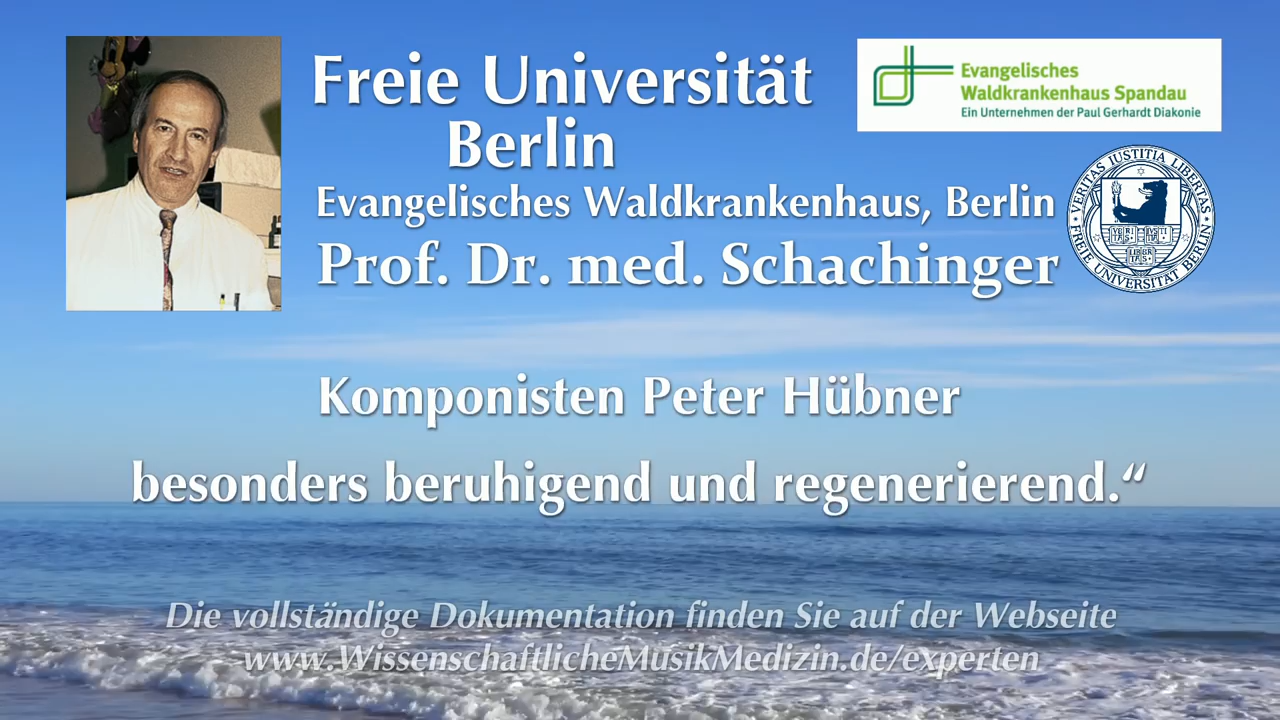 Freie Universität
Berlin
Evangelisches Waldkrankenhaus, Berlin
Prof. Dr. med. Schachinger
Evangelisches
Waldkrankenhaus Spandau
Ein Unternehmen der Paul Gerhardt Diakonie
VERITAS IUSTITIA LIBERTAS
FREIE UNIVERSITÄT BERLIN
Komponisten Peter Hübner
besonders beruhigend und regenerierend.“
Die vollständige Dokumentation finden Sie auf der Webseite
www.WissenschaftlicheMusikMedizin.de/experten